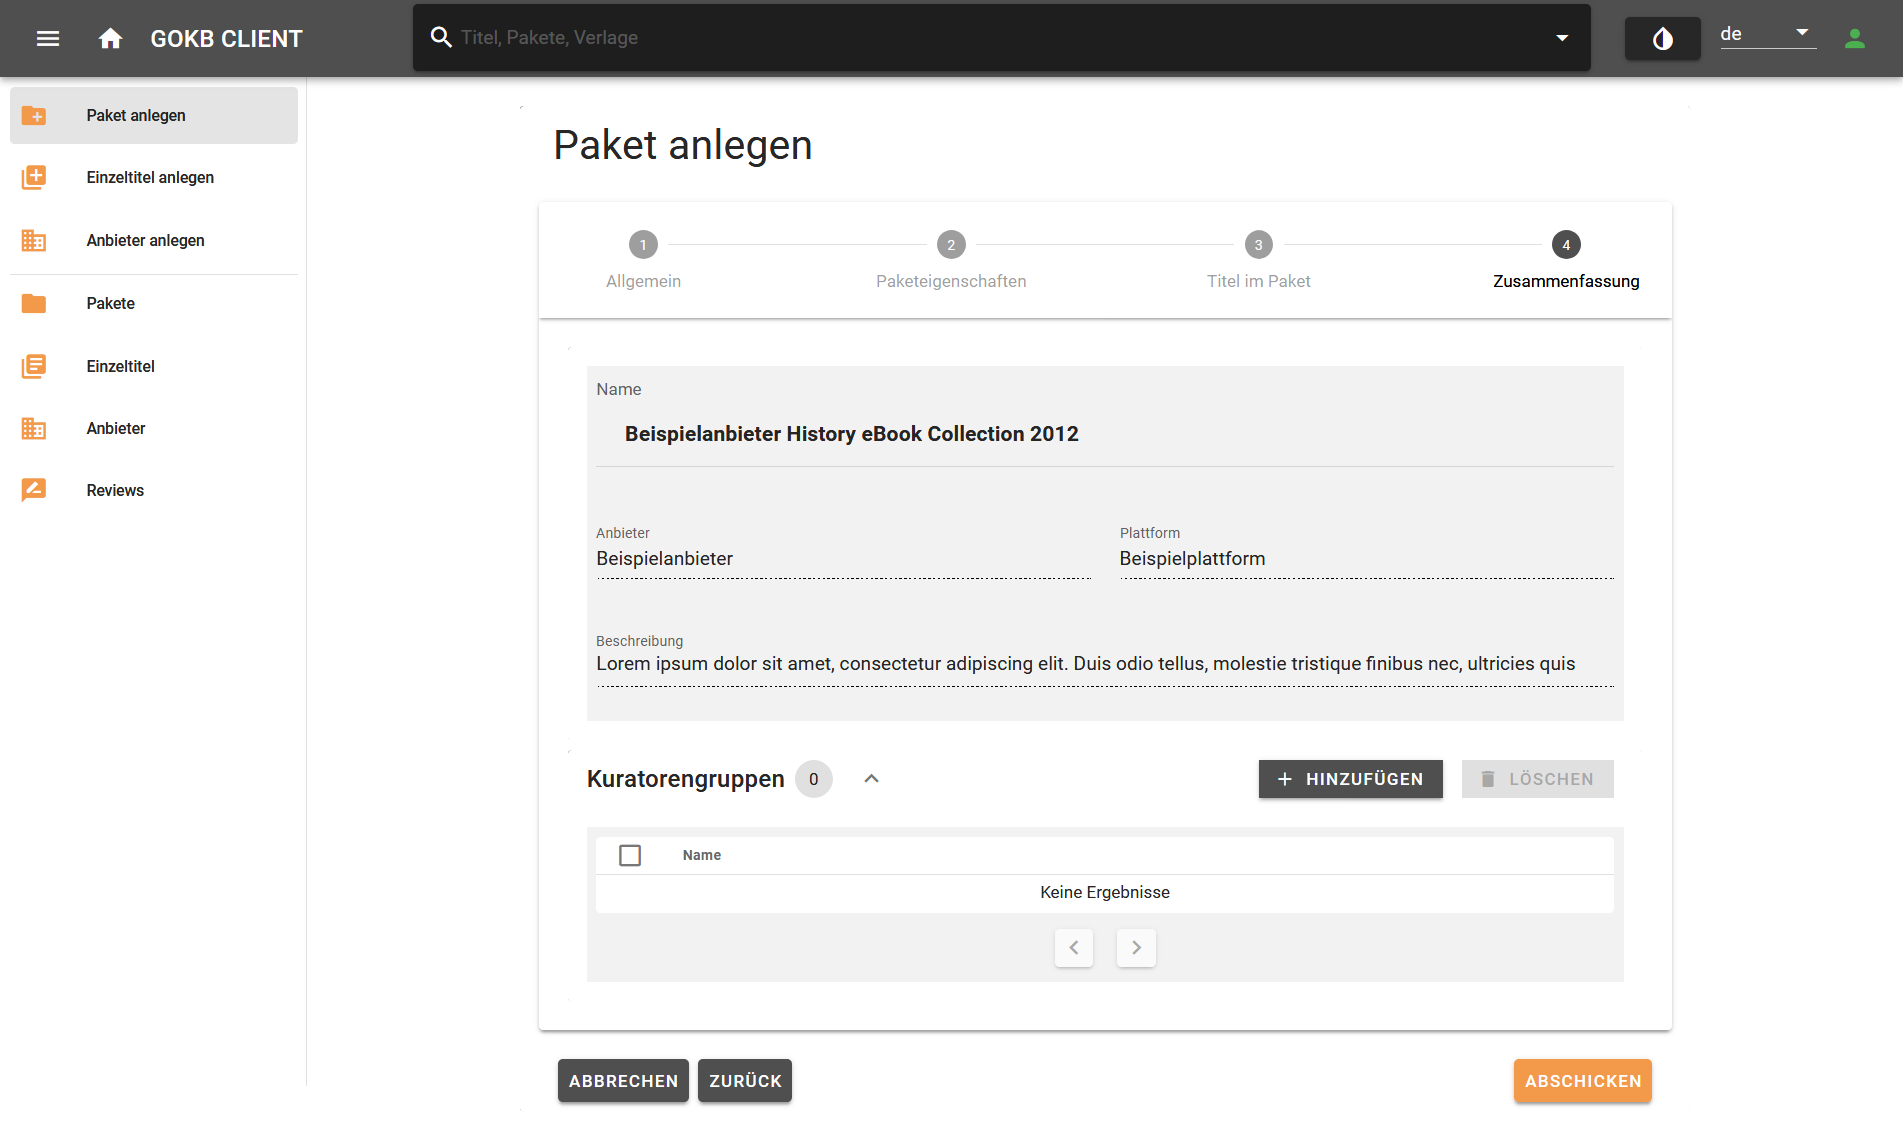 GOKB CLIENT
Titel, Pakete, Verlage
de
Paket anlegen
Einzeltitel anlegen
Anbieter anlegen
Pakete
Einzeltitel
Anbieter
Reviews
Paket anlegen
1
2
3
4
Allgemein
Paketeigenschaften
Titel im Paket
Zusammenfassung
Name
Beispielanbieter History eBook Collection 2012
Anbieter
Plattform
Beispielanbieter
Beispielplattform
Beschreibung
Lorem ipsum dolor sit amet, consectetur adipiscing elit. Duis odio tellus, molestie tristique finibus nec, ultricies quis
Kuratorengruppen 0
HINZUFÜGEN
LÖSCHEN
Name
Keine Ergebnisse
ABBRECHEN
ZURÜCK
ABSCHICKEN